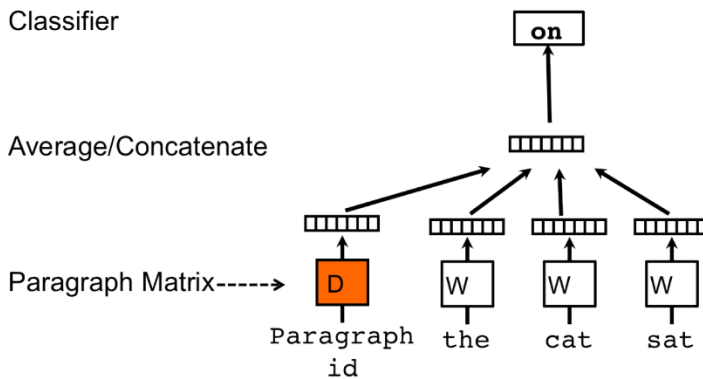 Classifier
on
Average/Concatenate
Paragraph Matrix
D W W W
Paragraph the cat sat
id